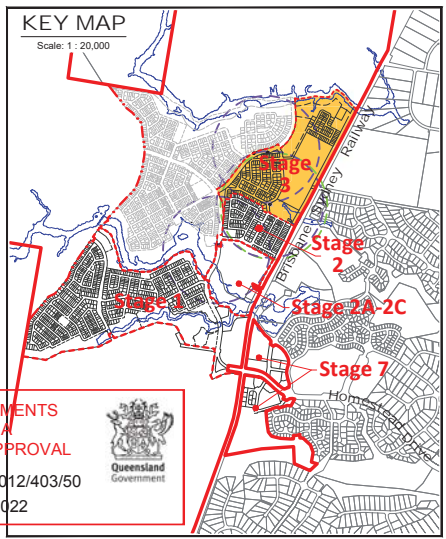 KEY MAP
Scale: 1 : 20,000
Brisbane Sydney Railway
Stage
3
Stage
2
Stage 1
Stage 2A-2C
Stage 7
Homestead Drive
MENTS
A
PPROVAL
012/403/50
022
Queensland
Government